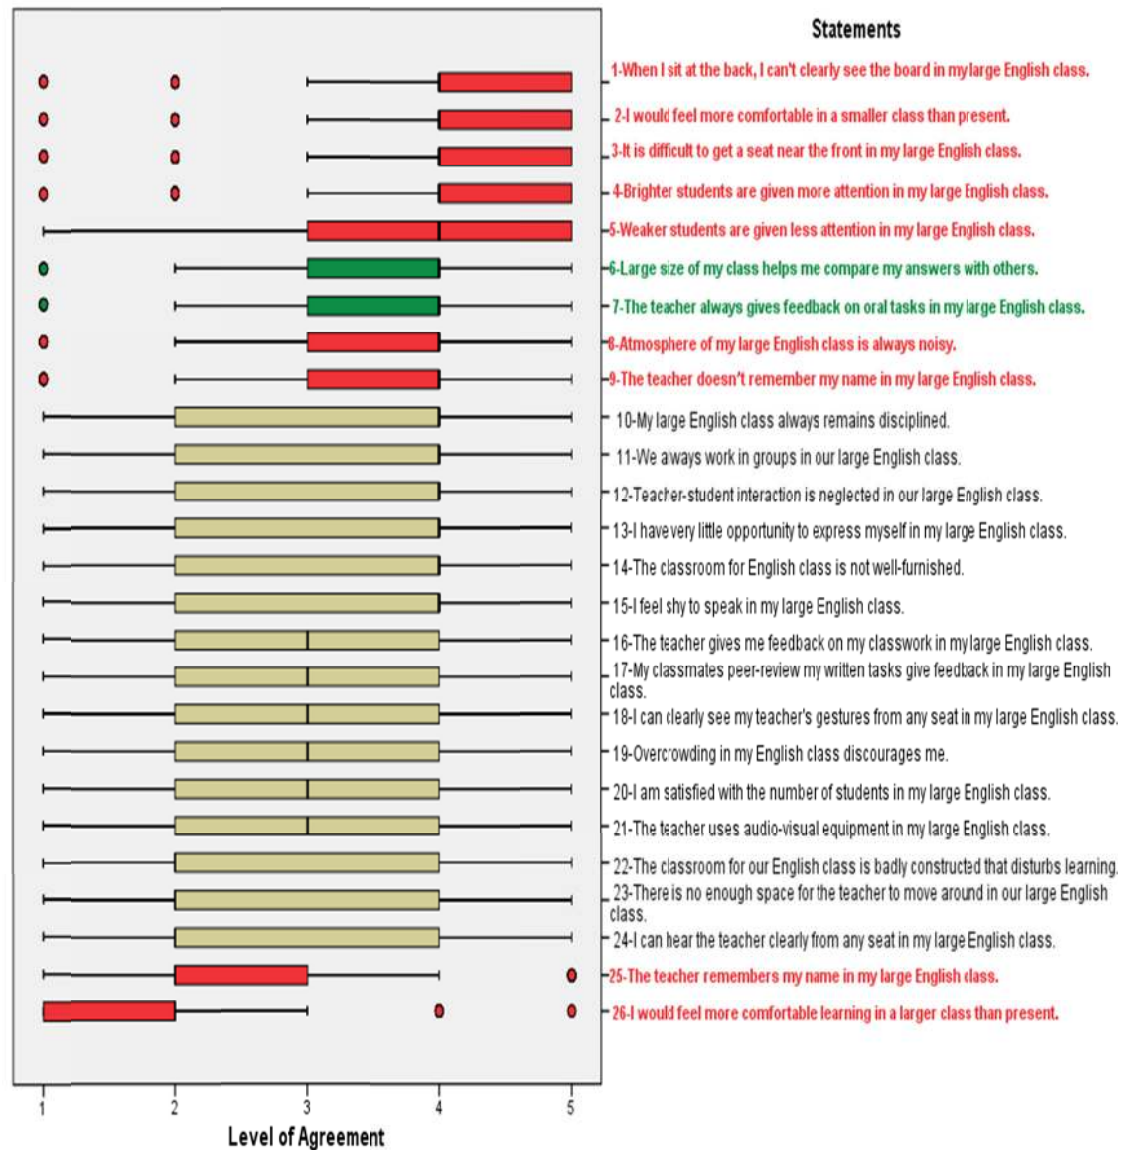 Statements
1-When I sit at the back, I can't clearly see the board in my large English class.
2-I would feel more comfortable in a smaller class than present.
3-It is difficult to get a seat near the front in my large English class.
4-Brighter students are given more attention in my large English class.
5-Weaker students are given less attention in my large English class.
6-Large size of my class helps me compare my answers with others.
7-The teacher always gives feedback on oral tasks in my large English class.
8-Atmosphere of my large English class is always noisy.
9-The teacher doesn't remember my name in my large English class.
10-My large English class always remains disciplined.
11-We always work in groups in our large English class.
12-Teacher-student interaction is neglected in our large English class.
13-I have very little opportunity to express myself in my large English class.
14-The classroom for English class is not well-furnished.
15-I feel shy to speak in my large English class.
16-The teacher gives me feedback on my classwork in my large English class.
17-My classmates peer-review my written tasks give feedback in my large English
class.
18-I can clearly see my teacher's gestures from any seat in my large English class.
19-Overcrowding in my English class discourages me.
20-I am satisfied with the number of students in my large English class.
21-The teacher uses audio-visual equipment in my large English class.
22-The classroom for our English class is badly constructed that disturbs learning.
23-There is no enough space for the teacher to move around in our large English
class.
24-I can hear the teacher clearly from any seat in my large English class.
25-The teacher remembers my name in my large English class.
26-I would feel more comfortable learning in a larger class than present.
1 2 3 4 5
Level of Agreement